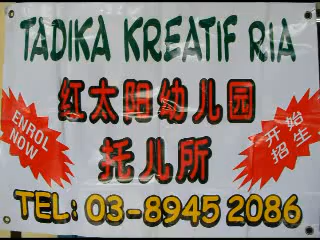 TADIKA KREATIF RIA
红太阳幼儿园
ENROL
NOW
托儿所
开始
招生
TEL: 03-8945 2086